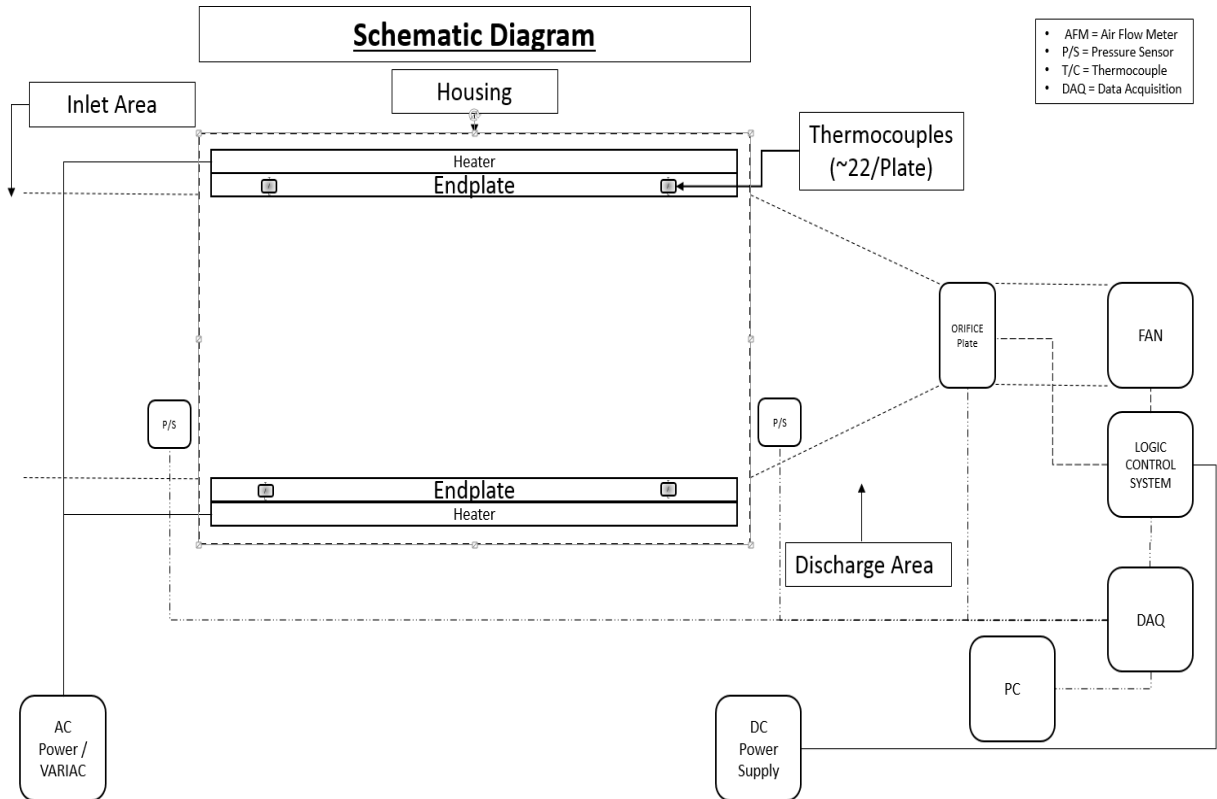 Schematic Diagram
• AFM = Air Flow Meter
• P/S = Pressure Sensor
• T/C = Thermocouple
• DAQ = Data Acquisition
Inlet Area
Housing
Thermocouples
(~22/Plate)
Heater
Endplate
ORIFICE
Plate
FAN
P/S
P/S
LOGIC
CONTROL
SYSTEM
Endplate
Heater
Discharge Area
DAQ
PC
AC
Power /
VARIAC
DC
Power
Supply